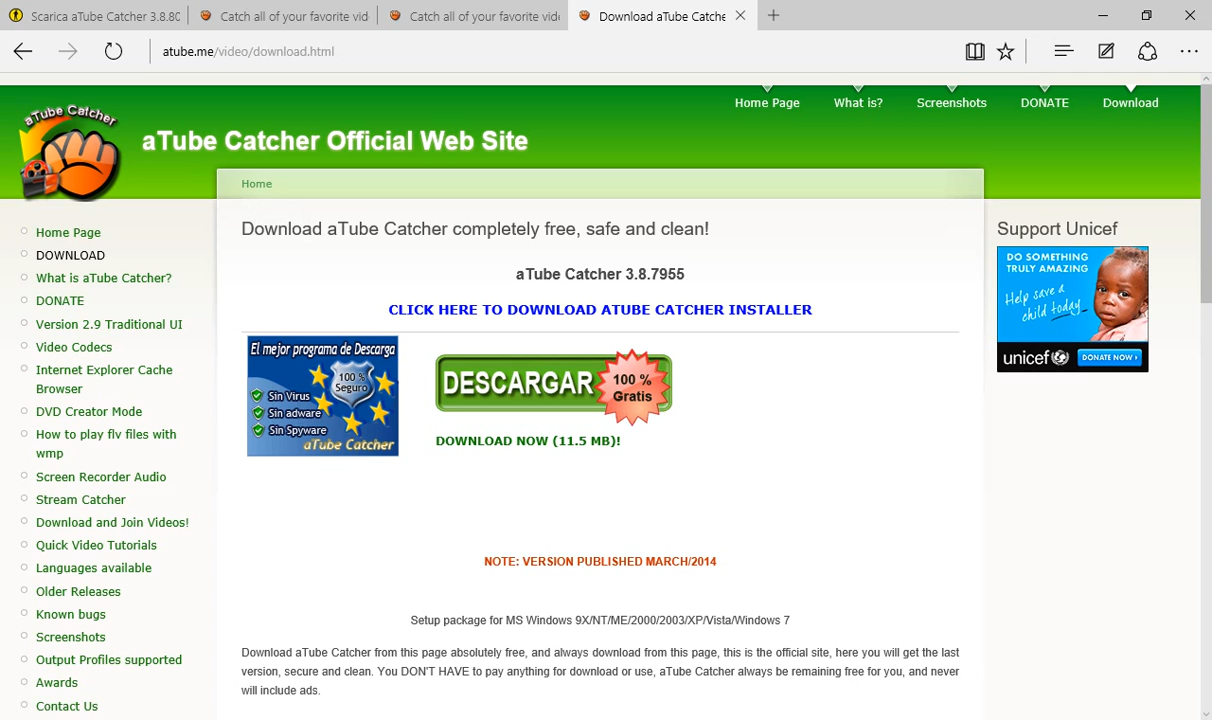 Scarica aTube Catcher 3.8.80
Catch all of your favorite vid
Catch all of your favorite vide
Download aTube Catche
atube.me/video/download.html
Home Page
What is?
Screenshots
DONATE
Download
aTube Catcher
aTube Catcher Official Web Site
Home
Home Page
DOWNLOAD
What is aTube Catcher?
DONATE
Version 2.9 Traditional UI
Video Codecs
Internet Explorer Cache
Browser
DVD Creator Mode
How to play flv files with
wmp
Screen Recorder Audio
Stream Catcher
Download and Join Videos!
Quick Video Tutorials
Languages available
Older Releases
Known bugs
Screenshots
Output Profiles supported
Awards
Contact Us
Download aTube Catcher completely free, safe and clean!
aTube Catcher 3.8.7955
CLICK HERE TO DOWNLOAD ATUBE CATCHER INSTALLER
El mejor programa de Descarga
100 %
Seguro
Sin Virus
Sin adware
Sin Spyware
aTube Catcher
DESCARGAR
100 %
Gratis
DOWNLOAD NOW (11.5 MB)!
NOTE: VERSION PUBLISHED MARCH/2014
Setup package for MS Windows 9X/NT/ME/2000/2003/XP/Vista/Windows 7
Download aTube Catcher from this page absolutely free, and always download from this page, this is the official site, here you will get the last
version, secure and clean. You DON'T HAVE to pay anything for download or use, aTube Catcher always be remaining free for you, and never
will include ads.
Support Unicef
DO SOMETHING
TRULY AMAZING
Help save a
child today
unicef
DONATE NOW